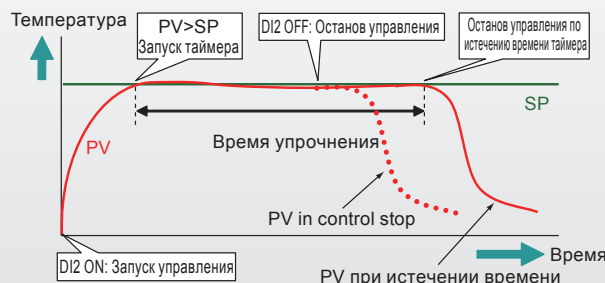 Температура
PV>SP
Запуск таймера
DI2 OFF: Останов управления
Останов управления по
истечению времени таймера
SP
PV
Время упрочнения
PV in control stop
DI2 ON: Запуск управления
Время
PV при истечении времени